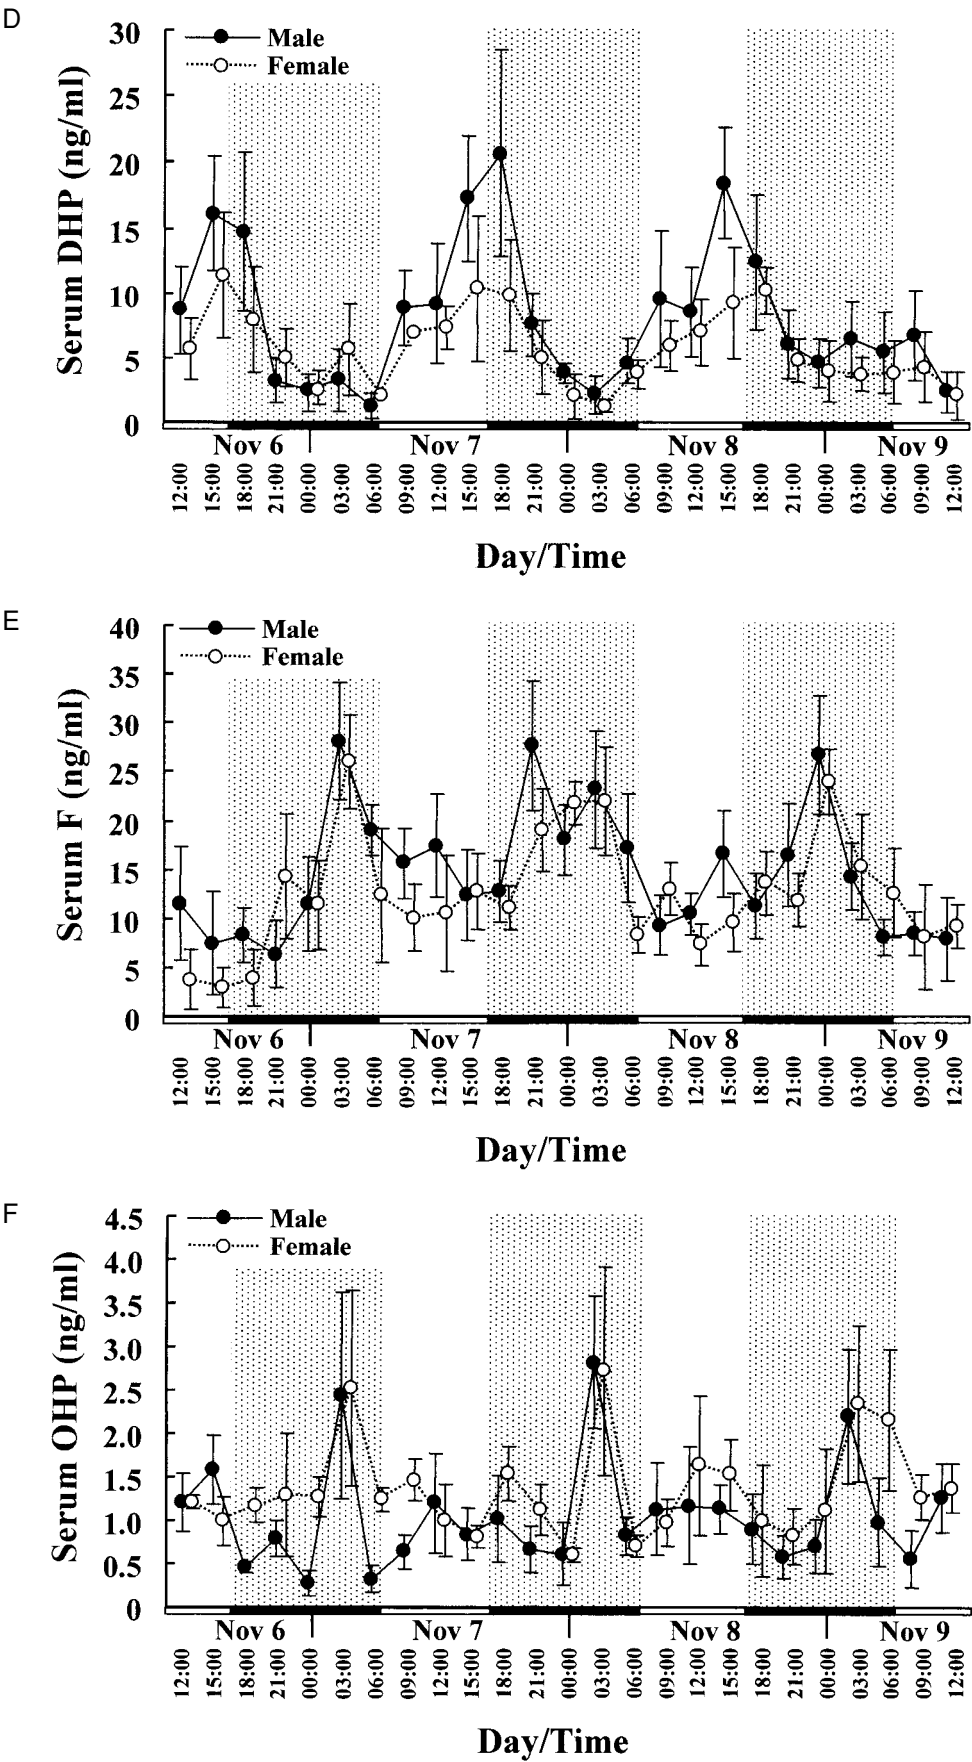 D
Serum DHP (ng/ml)
30
25
20
15
10
5
0
Male
Female
Nov 6 Nov 7 Nov 8 Nov 9
12:00 15:00 18:00 21:00 00:00 03:00 06:00 09:00 12:00 15:00 18:00 21:00 00:00 03:00 06:00 09:00 12:00 15:00 18:00 21:00 00:00 03:00 06:00 09:00 12:00
Day/Time
E
Serum F (ng/ml)
40
35
30
25
20
15
10
5
0
Male
Female
Nov 6 Nov 7 Nov 8 Nov 9
12:00 15:00 18:00 21:00 00:00 03:00 06:00 09:00 12:00 15:00 18:00 21:00 00:00 03:00 06:00 09:00 12:00 15:00 18:00 21:00 00:00 03:00 06:00 09:00 12:00
Day/Time
F
Serum OHP (ng/ml)
4.5
4.0
3.5
3.0
2.5
2.0
1.5
1.0
0.5
0
Male
Female
Nov 6 Nov 7 Nov 8 Nov 9
12:00 15:00 18:00 21:00 00:00 03:00 06:00 09:00 12:00 15:00 18:00 21:00 00:00 03:00 06:00 09:00 12:00 15:00 18:00 21:00 00:00 03:00 06:00 09:00 12:00
Day/Time